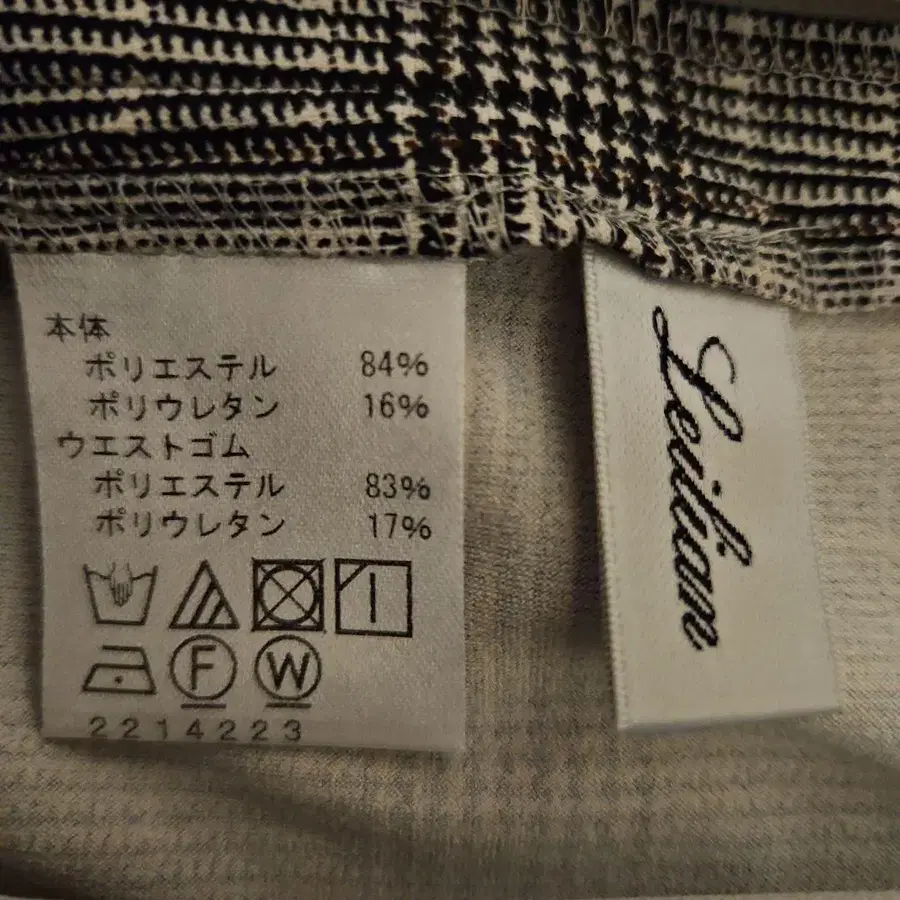 本体
ポリエステル 84%
ポリウレタン 16%
ウエストゴム
ポリエステル 83%
ポリウレタン 17%
F W
2214223
Leilian